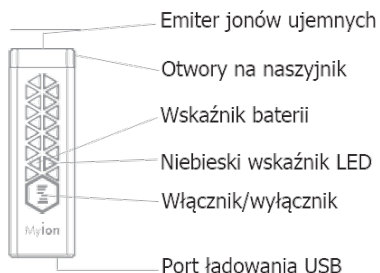 Emiter jonów ujemnych
Otwory na naszyjnik
Wskaźnik baterii
Niebieski wskaźnik LED
Włącznik/wyłącznik
Myion
Port ładowania USB